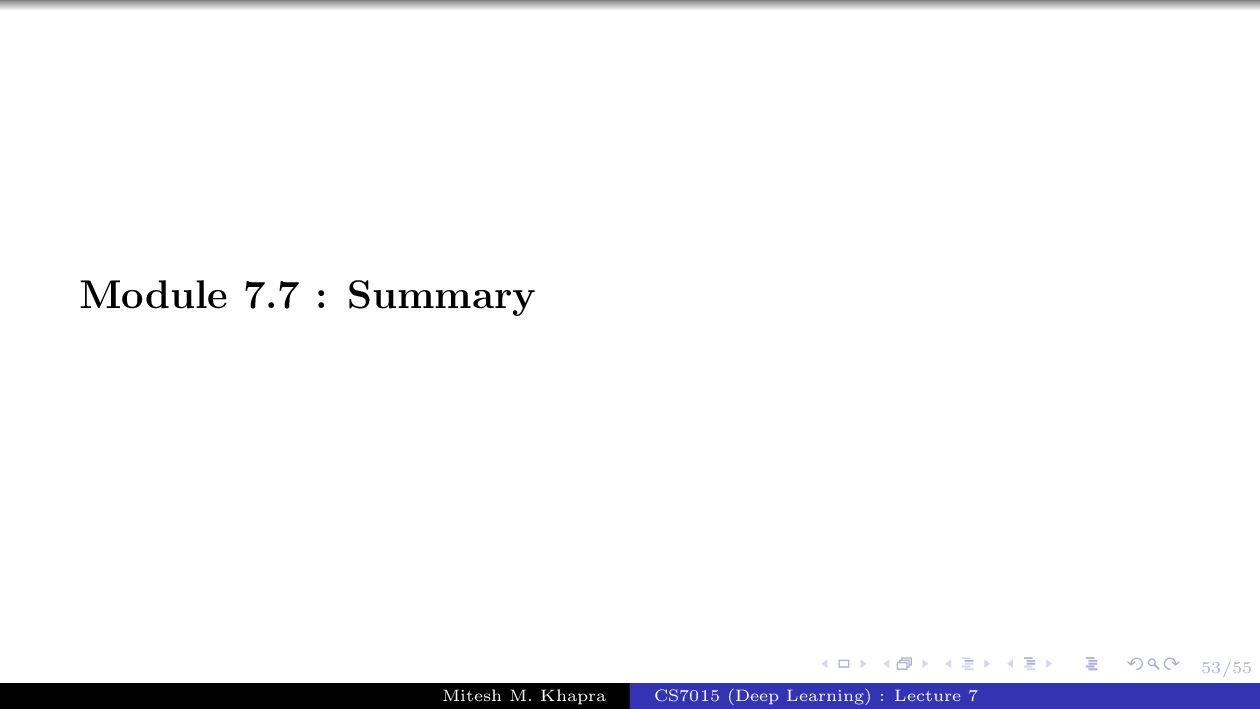 Module 7.7 : Summary
53/55
Mitesh M. Khapra
CS7015 (Deep Learning) : Lecture 7